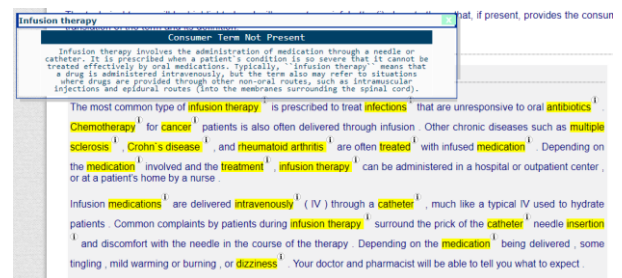 that, if present, provides the consum
Infusion therapy
Consumer Term Not Present
Infusion therapy involves the administration of medication through a needle or
catheter. It is prescribed when a patient`s condition is so severe that it cannot be
treated effectively by oral medications. Typically, ``infusion therapy`` means that
a drug is administered intravenously, but the term also may refer to situations
where drugs are provided through other non-oral routes, such as intramuscular
injections and epidural routes (into the membranes surrounding the spinal cord).
The most common type of infusion therapy i is prescribed to treat infections i that are unresponsive to oral antibiotics i .
Chemotherapy i for cancer i patients is also often delivered through infusion . Other chronic diseases such as multiple
sclerosis i , Crohn`s disease i , and rheumatoid arthritis i are often treated i with infused medication i . Depending on
the medication i involved and the treatment i , infusion therapy i can be administered in a hospital or outpatient center ,
or at a patient's home by a nurse .
Infusion medications i are delivered intravenously i ( IV ) through a catheter i , much like a typical IV used to hydrate
patients . Common complaints by patients during infusion therapy i surround the prick of the catheter i needle insertion
i and discomfort with the needle in the course of the therapy . Depending on the medication i being delivered , some
tingling , mild warming or burning , or dizziness i . Your doctor and pharmacist will be able to tell you what to expect .